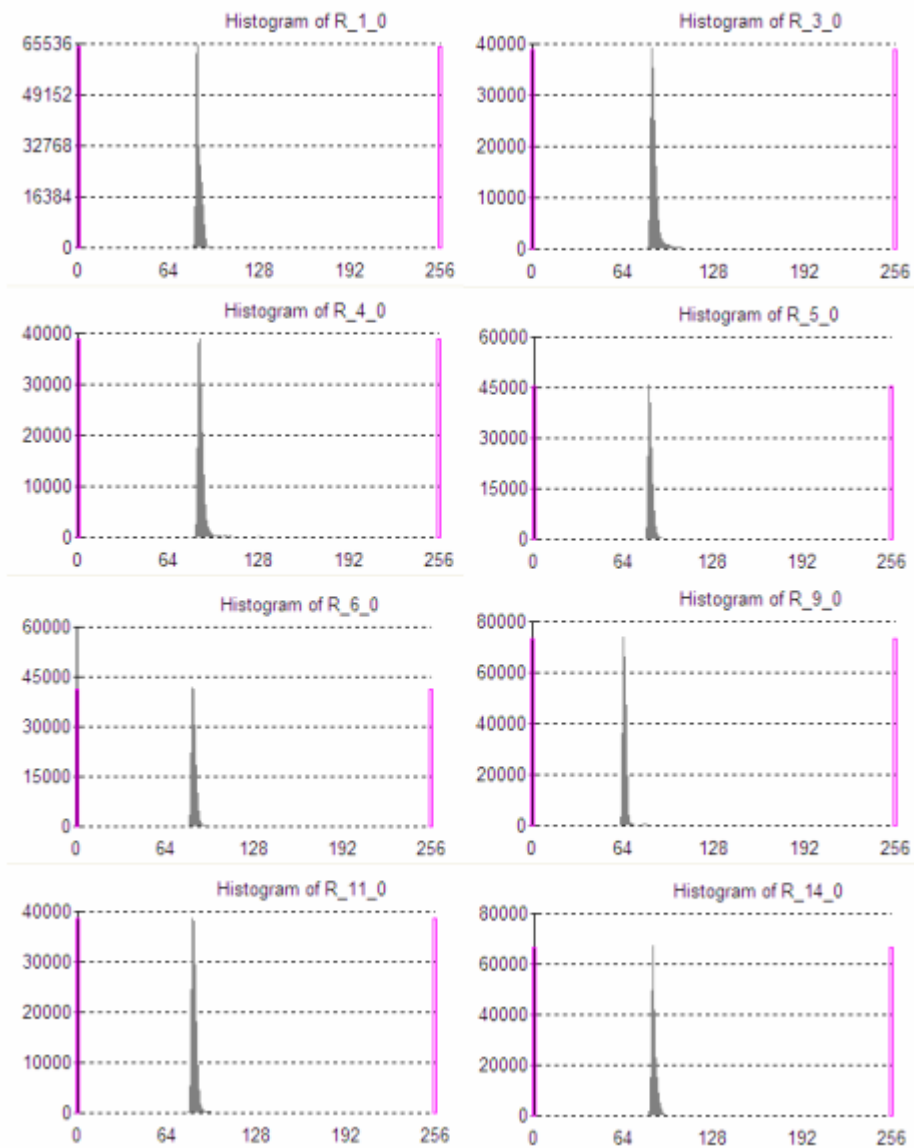 Histogram of R_1_0
65536
49152
32768
16384
0
0 64 128 192 256
Histogram of R_3_0
40000
30000
20000
10000
0
0 64 128 192 256
Histogram of R_4_0
40000
30000
20000
10000
0
0 64 128 192 256
Histogram of R_5_0
60000
45000
30000
15000
0
0 64 128 192 256
Histogram of R_6_0
60000
45000
30000
15000
0
0 64 128 192 256
Histogram of R_9_0
80000
60000
40000
20000
0
0 64 128 192 256
Histogram of R_11_0
40000
30000
20000
10000
0
0 64 128 192 256
Histogram of R_14_0
80000
60000
40000
20000
0
0 64 128 192 256